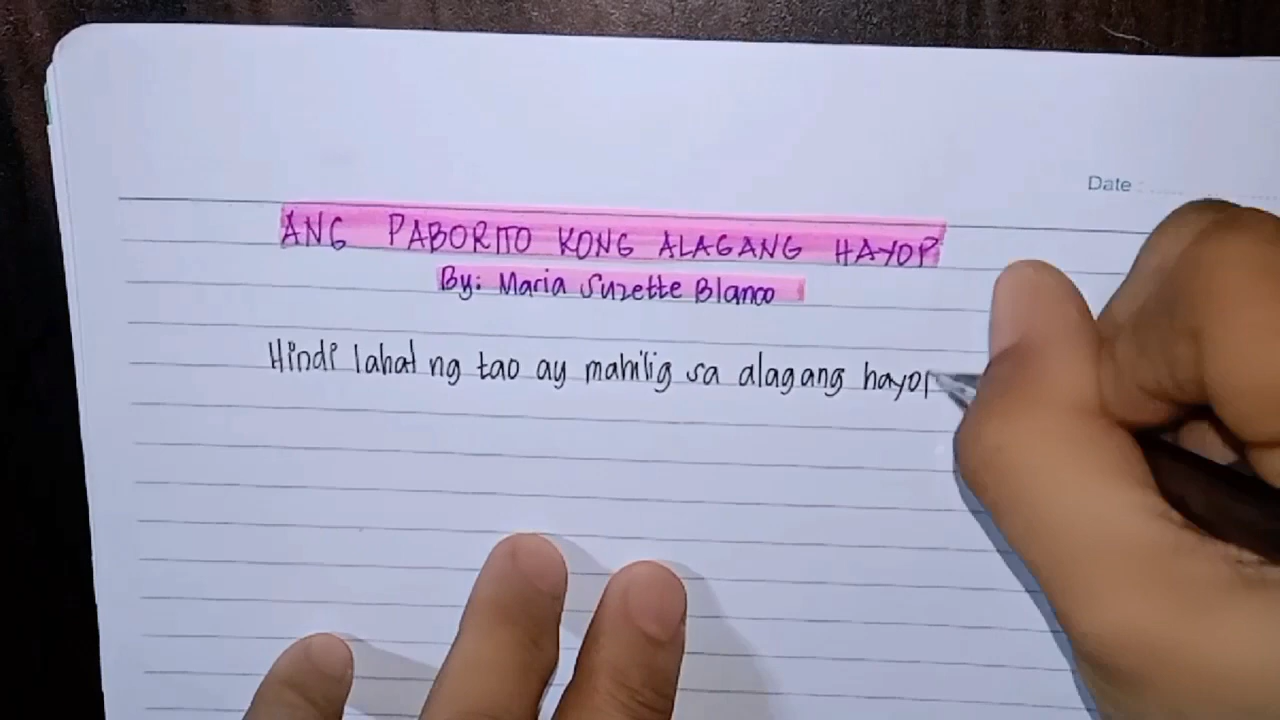 Date
ANG PABORITO KONG ALAGANG HAYOP
By: Maria Suzette Blanco
Hindi lahat ng tao ay mahilig sa alagang hayop